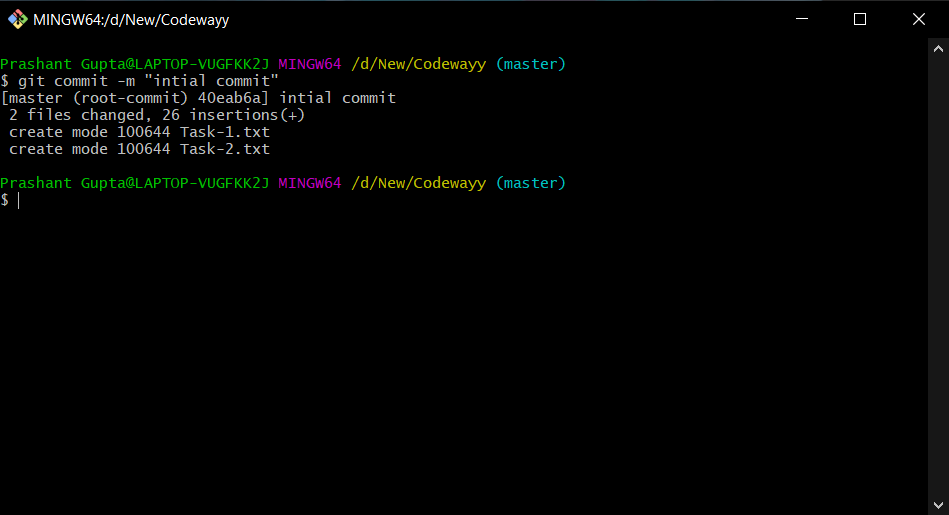 MINGW64:/d/New/Codewayy
Prashant Gupta@LAPTOP-VUGFKK2J MINGW64 /d/New/Codewayy (master)
$ git commit -m "intial commit"
[master (root-commit) 40eab6a] intial commit
 2 files changed, 26 insertions(+)
 create mode 100644 Task-1.txt
 create mode 100644 Task-2.txt
Prashant Gupta@LAPTOP-VUGFKK2J MINGW64 /d/New/Codewayy (master)
$